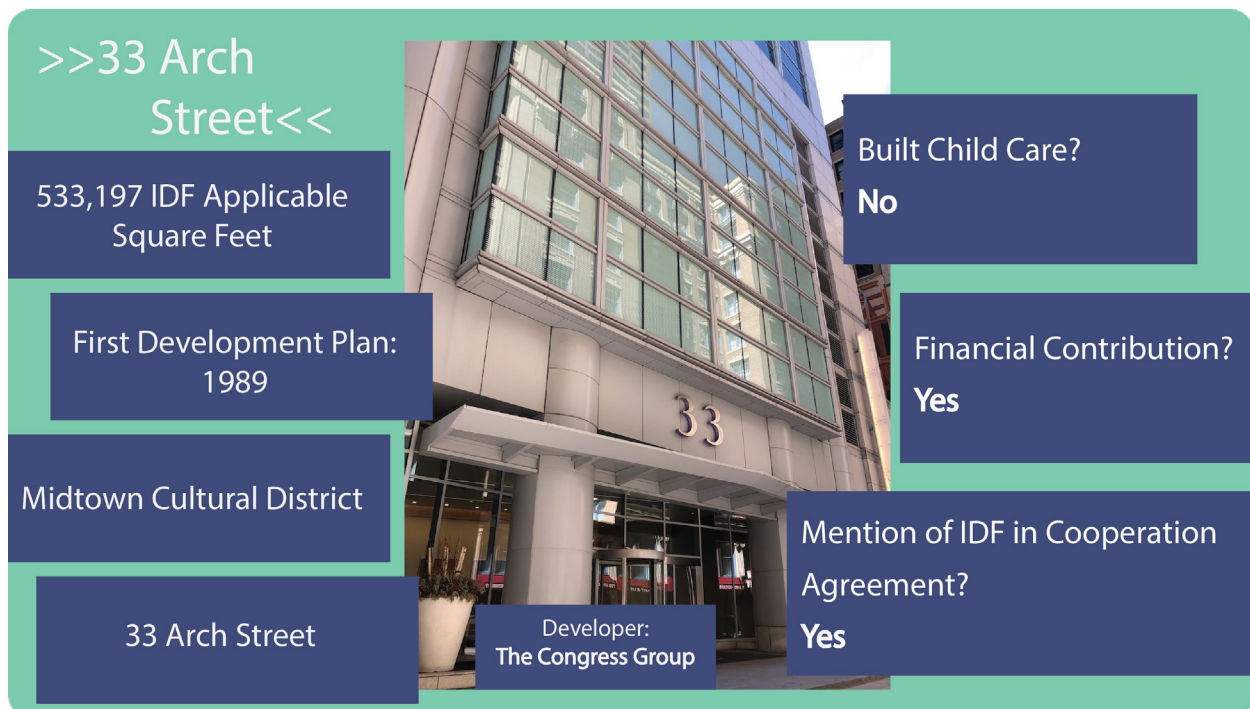 >>33 Arch
Street<<
533,197 IDF Applicable
Square Feet
First Development Plan:
1989
Midtown Cultural District
33 Arch Street
33
Developer:
The Congress Group
Built Child Care?
No
Financial Contribution?
Yes
Mention of IDF in Cooperation
Agreement?
Yes